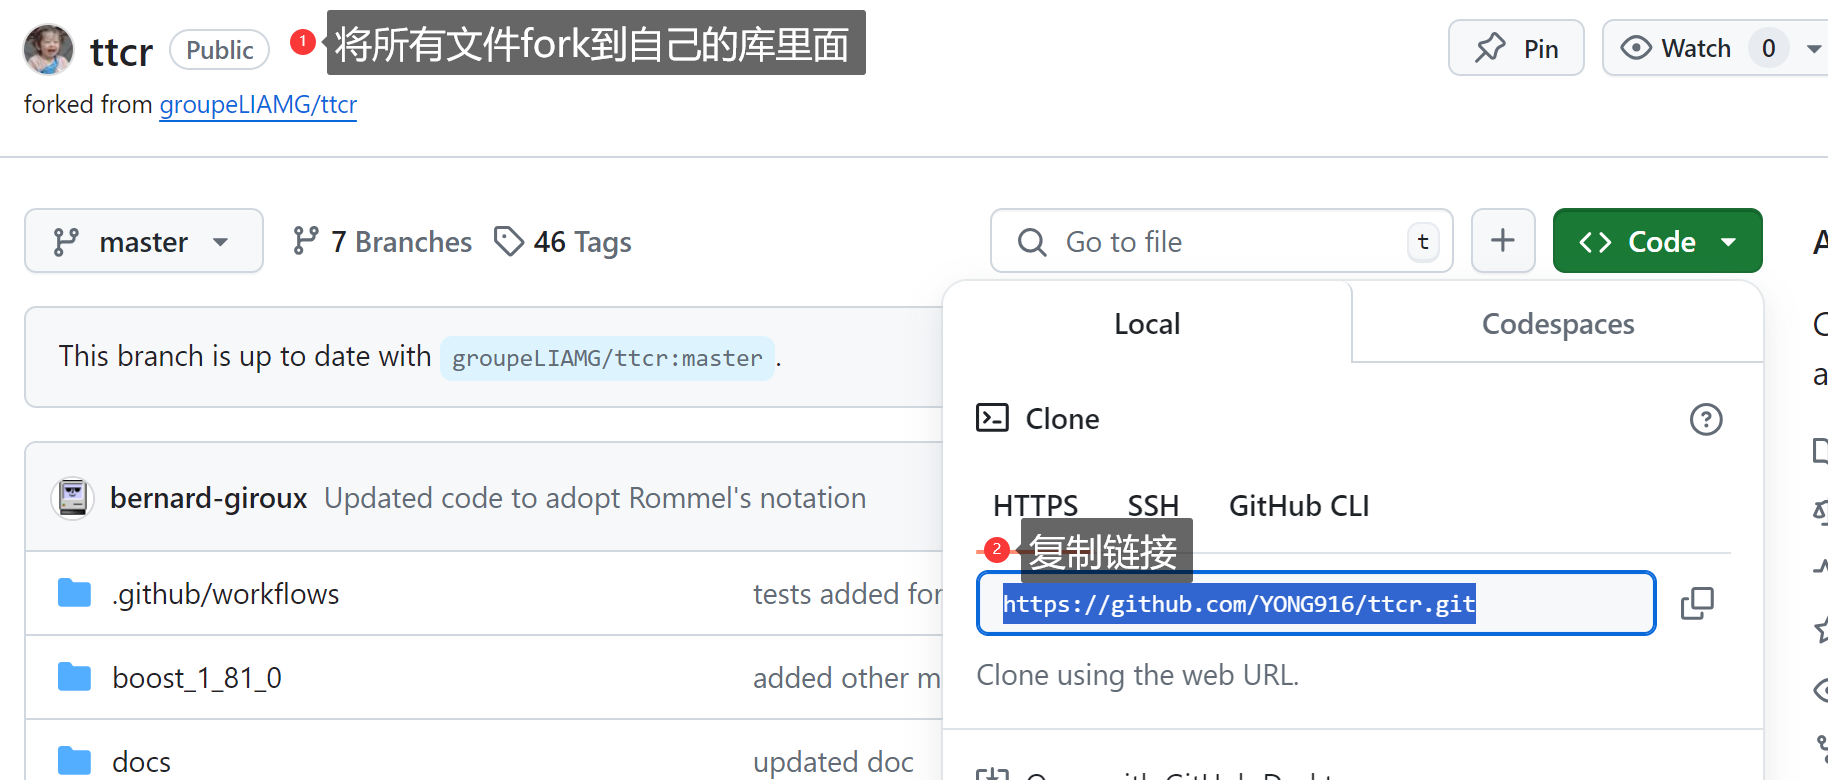 ttcr Public 1 将所有文件fork到自己的库里面 Pin Watch 0
forked from groupeLIAMG/ttcr
master 7 Branches 46 Tags Go to file t + <> Code
Local Codespaces
This branch is up to date with groupeLIAMG/ttcr:master.
Clone
bernard-giroux Updated code to adopt Rommel's notation
HTTPS SSH GitHub CLI
2 复制链接
.github/workflows tests added for
https://github.com/YONG916/ttcr.git
boost_1_81_0 added other m
Clone using the web URL.
docs updated doc